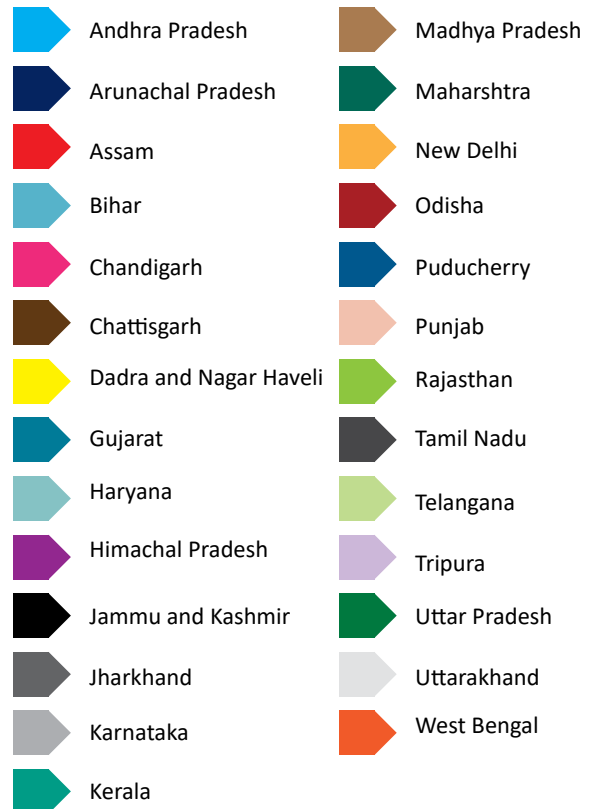 Andhra Pradesh
Arunachal Pradesh
Assam
Bihar
Chandigarh
Chattisgarh
Dadra and Nagar Haveli
Gujarat
Haryana
Himachal Pradesh
Jammu and Kashmir
Jharkhand
Karnataka
Kerala
Madhya Pradesh
Maharshtra
New Delhi
Odisha
Puducherry
Punjab
Rajasthan
Tamil Nadu
Telangana
Tripura
Uttar Pradesh
Uttarakhand
West Bengal